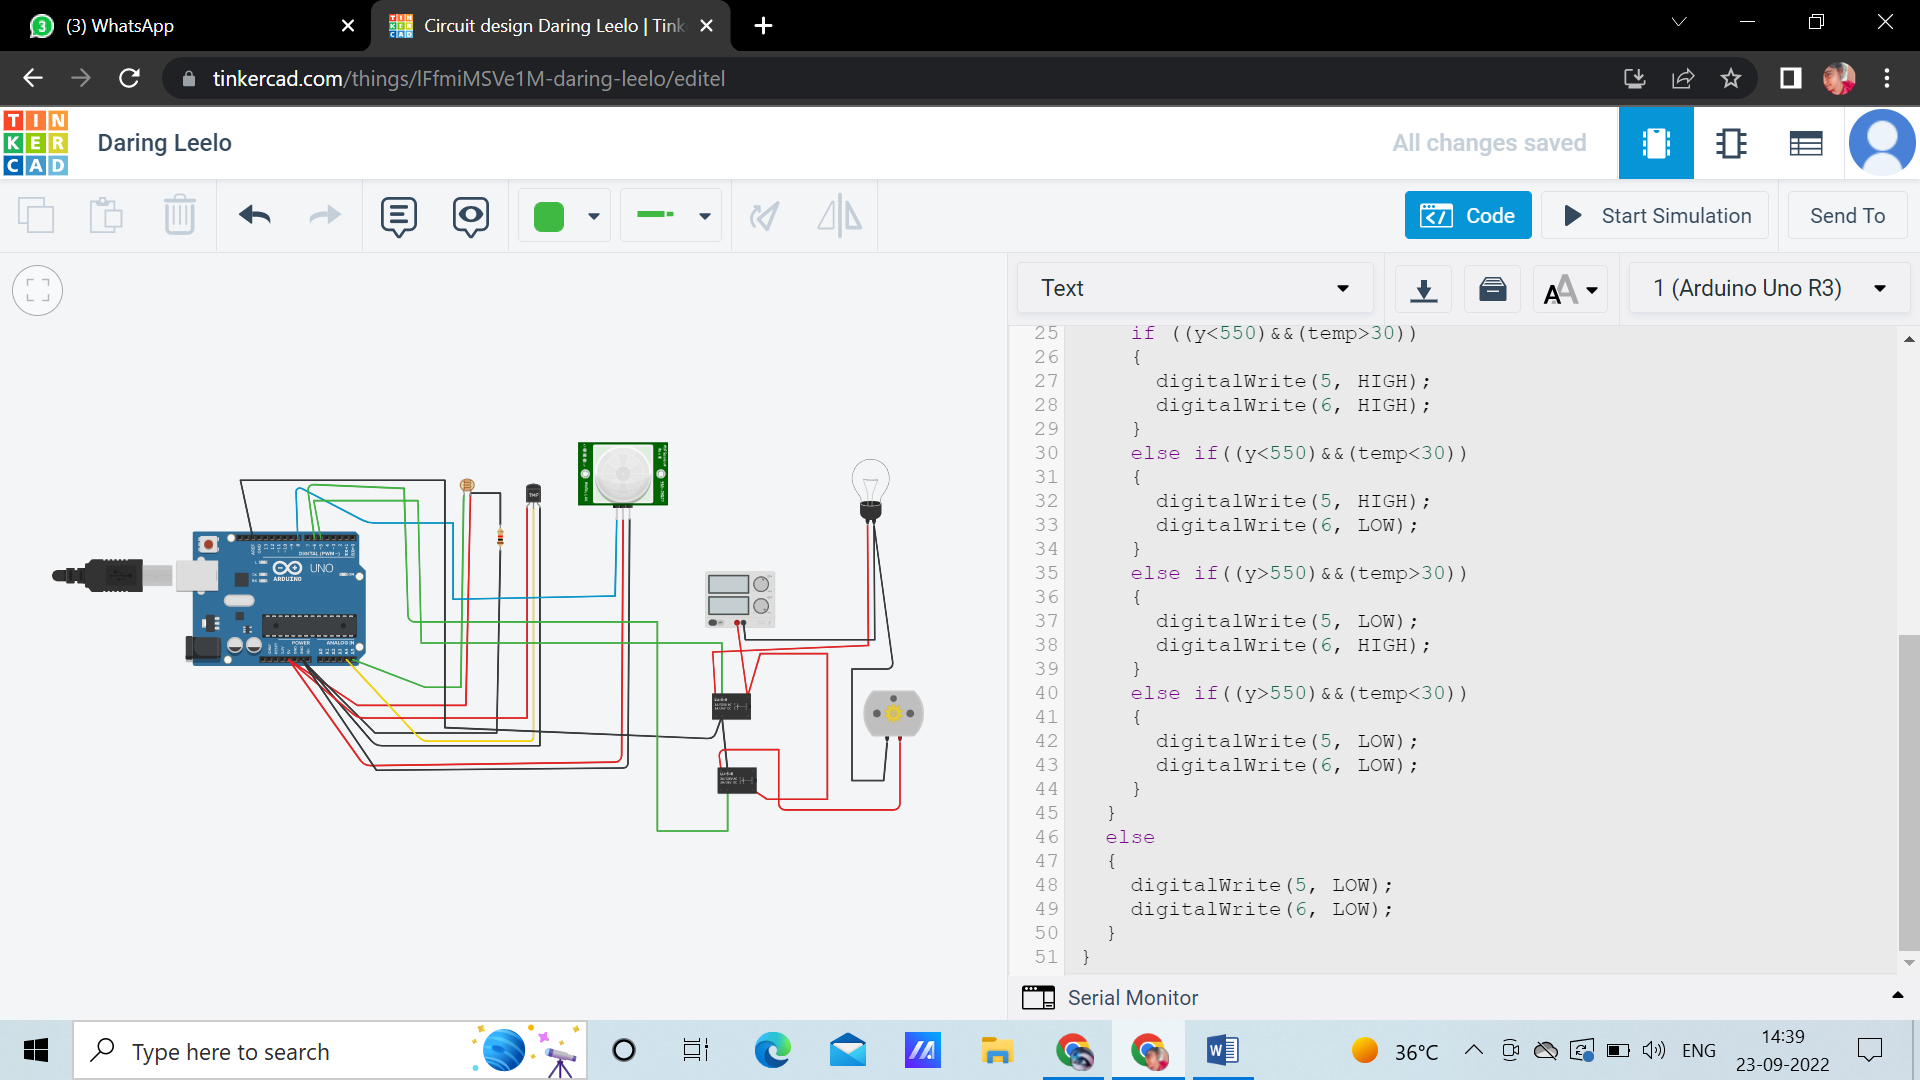 (3) WhatsApp
Circuit design Daring Leelo | Tink
tinkercad.com/things/lFfmiMSVe1M-daring-leelo/editel
TIN
KER
CAD
Daring Leelo
All changes saved
Code
Start Simulation
Send To
Text
1 (Arduino Uno R3)
25 if ((y<550)&&(temp>30))
26 {
27 digitalWrite(5, HIGH);
28 digitalWrite(6, HIGH);
29 }
30 else if((y<550)&&(temp<30))
31 {
32 digitalWrite(5, HIGH);
33 digitalWrite(6, LOW);
34 }
35 else if((y>550)&&(temp>30))
36 {
37 digitalWrite(5, LOW);
38 digitalWrite(6, HIGH);
39 }
40 else if((y>550)&&(temp<30))
41 {
42 digitalWrite(5, LOW);
43 digitalWrite(6, LOW);
44 }
45 }
46 else
47 {
48 digitalWrite(5, LOW);
49 digitalWrite(6, LOW);
50 }
51 }
TMP
DIGITAL (PWM~)
UNO
ARDUINO
POWER ANALOG IN
Serial Monitor
Type here to search
36°C
ENG
14:39
23-09-2022